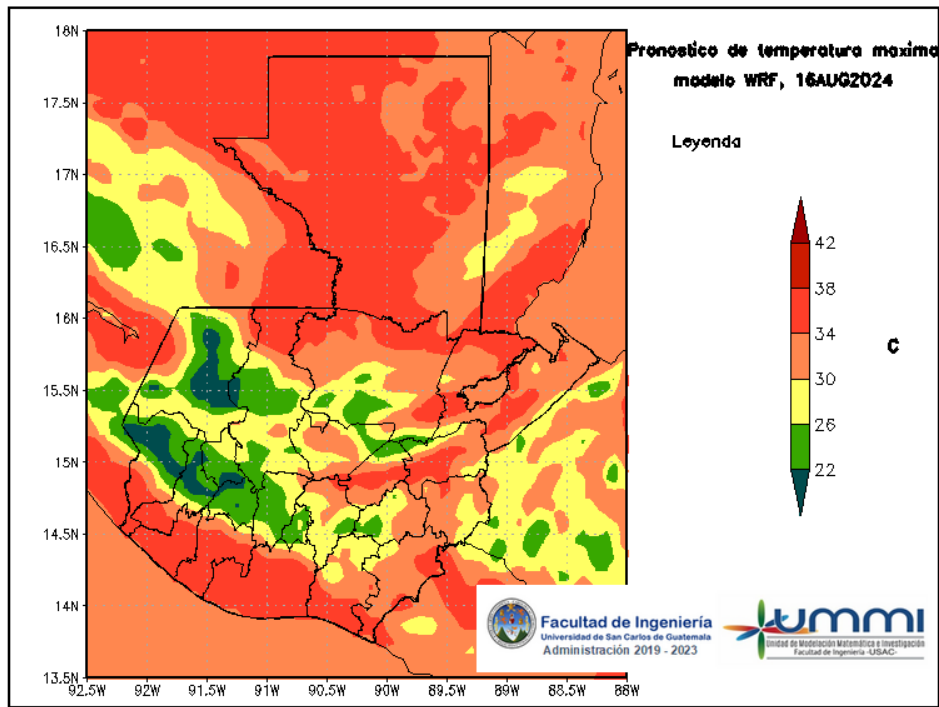 Pronostico de temperatura maxima
modelo WRF, 16AUG2024
Leyenda
42
38
34
30
26
22
C
18N
17.5N
17N
16.5N
16N
15.5N
15N
14.5N
14N
13.5N
92.5W 92W 91.5W 91W 90.5W 90W 89.5W 89W 88.5W 88W
Facultad de Ingeniería
Universidad de San Carlos de Guatemala
Administración 2019 - 2023
ummi
Unidad de Modelación Matemática e Investigación
Facultad de Ingeniería -USAC-